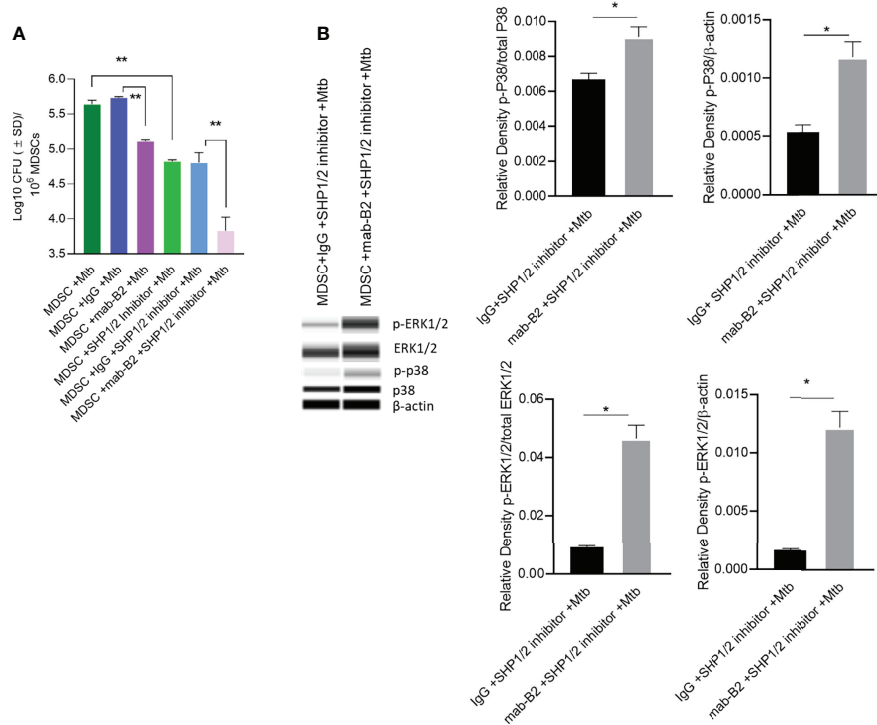 A
**
**
**
Log10 CFU ( ± SD)/
10⁶ MDSCs
6.0
5.5
5.0
4.5
4.0
3.5
MDSC +Mtb
MDSC +IgG +Mtb
MDSC +mab-B2 +Mtb
MDSC +SHP1/2 Inhibitor +Mtb
MDSC +IgG +SHP1/2 inhibitor +Mtb
MDSC +mab-B2 +SHP1/2 inhibitor +Mtb
B
MDSC+IgG +SHP1/2 inhibitor +Mtb
MDSC +mab-B2 +SHP1/2 inhibitor +Mtb
p-ERK1/2
ERK1/2
p-p38
p38
β-actin
Relative Density p-P38/total P38
0.010
0.008
0.006
0.004
0.002
0.000
*
IgG+SHP1/2 inhibitor +Mtb
mab-B2 +SHP1/2 inhibitor +Mtb
Relative Density p-P38/β-actin
0.0015
0.0010
0.0005
0.0000
*
IgG+ SHP1/2 inhibitor +Mtb
mab-B2 +SHP1/2 inhibitor +Mtb
Relative Density p-ERK1/2/total ERK1/2
0.06
0.04
0.02
0.00
*
IgG +SHP1/2 inhibitor +Mtb
mab-B2 +SHP1/2 inhibitor +Mtb
Relative Density p-ERK1/2/β-actin
0.015
0.010
0.005
0.000
*
IgG +SHP1/2 inhibitor +Mtb
mab-B2 +SHP1/2 inhibitor +Mtb